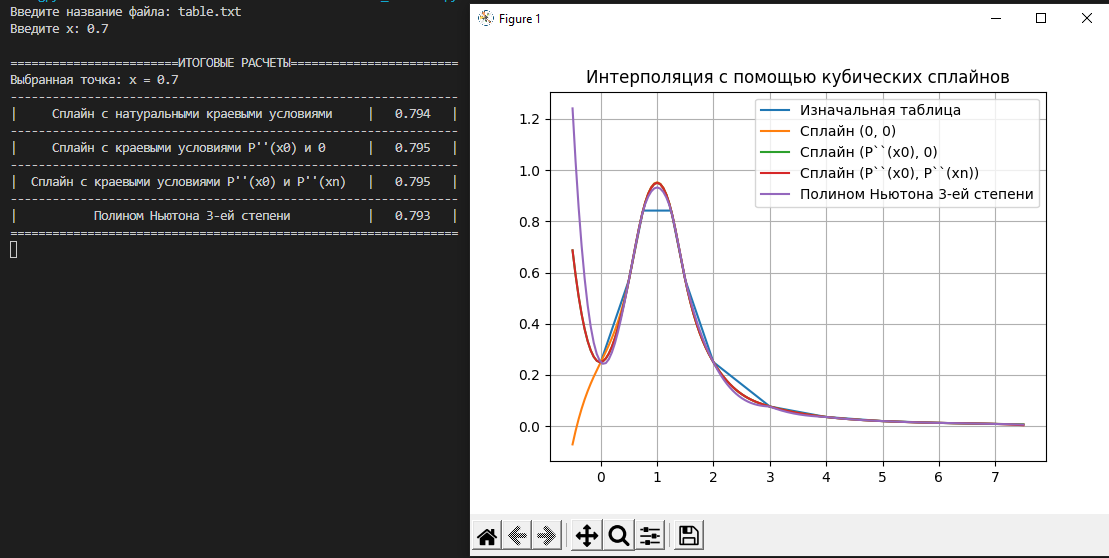 Введите название файла: table.txt
Введите x: 0.7
========================ИТОГОВЫЕ РАСЧЕТЫ========================
Выбранная точка: x = 0.7
----------------------------------------------------------------
| Сплайн с натуральными краевыми условиями | 0.794 |
----------------------------------------------------------------
| Сплайн с краевыми условиями P''(x0) и 0 | 0.795 |
----------------------------------------------------------------
| Сплайн с краевыми условиями P''(x0) и P''(xn) | 0.795 |
----------------------------------------------------------------
| Полином Ньютона 3-ей степени | 0.793 |
================================================================
Figure 1
Интерполяция с помощью кубических сплайнов
Изначальная таблица
Сплайн (0, 0)
Сплайн (P``(x0), 0)
Сплайн (P``(x0), P``(xn))
Полином Ньютона 3-ей степени
1.2
1.0
0.8
0.6
0.4
0.2
0.0
0 1 2 3 4 5 6 7